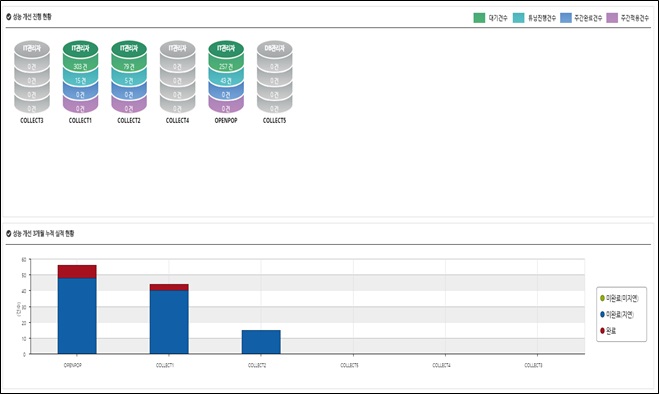 성능 개선 진행 현황
대기건수 튜닝진행건수 주간완료건수 주간적용건수
IT관리자 IT관리자 IT관리자 IT관리자 IT관리자 DB관리자
0 건 303 건 79 건 0 건 257 건 0 건
0 건 15 건 5 건 0 건 43 건 0 건
0 건 0 건 0 건 0 건 0 건 0 건
0 건 0 건 0 건 0 건 0 건 0 건
COLLECT3 COLLECT1 COLLECT2 COLLECT4 OPENPOP COLLECT5
성능 개선 3개월 누적 실적 현황
60
50
40
30
20
10
0
OPENPOP COLLECT1 COLLECT2 COLLECT5 COLLECT4 COLLECT3
미완료(미지연)
미완료(지연)
완료